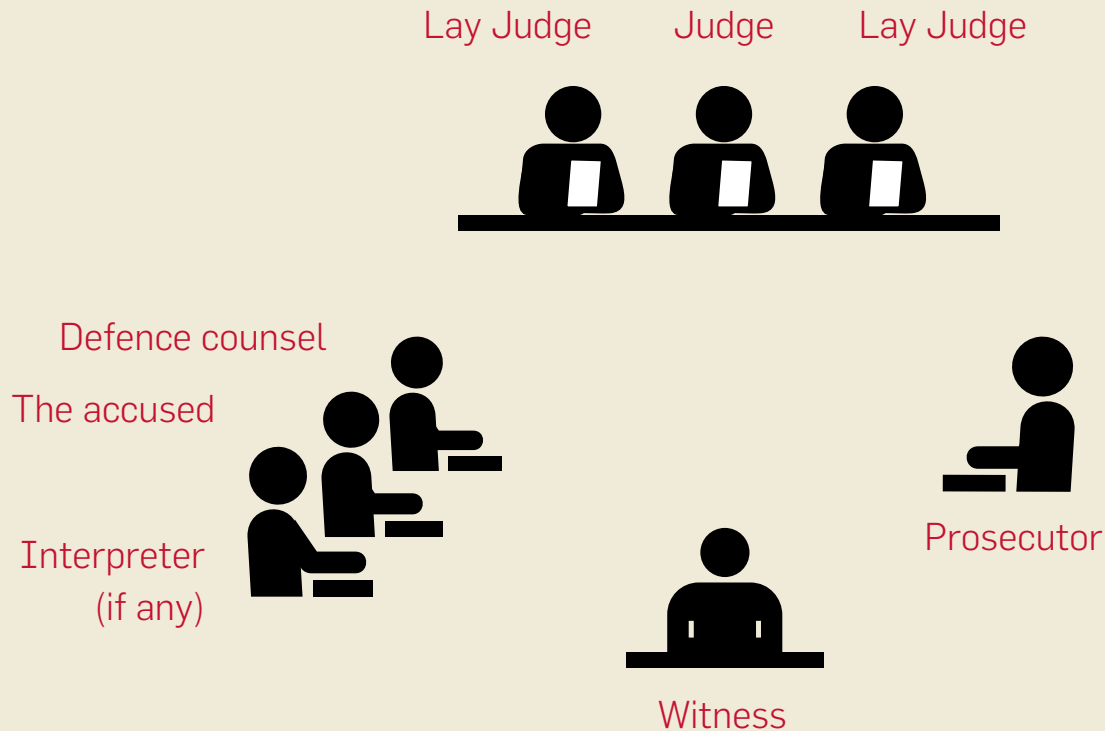 Lay Judge
Judge
Lay Judge
Defence counsel
The accused
Interpreter
(if any)
Prosecutor
Witness